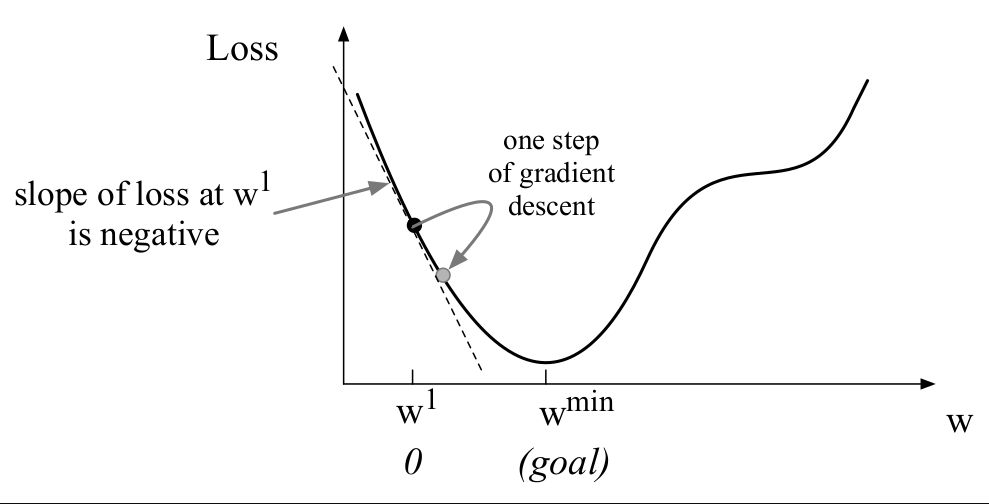 Loss
one step
of gradient
descent
slope of loss at w1
is negative
w1
wmin
w
0
(goal)